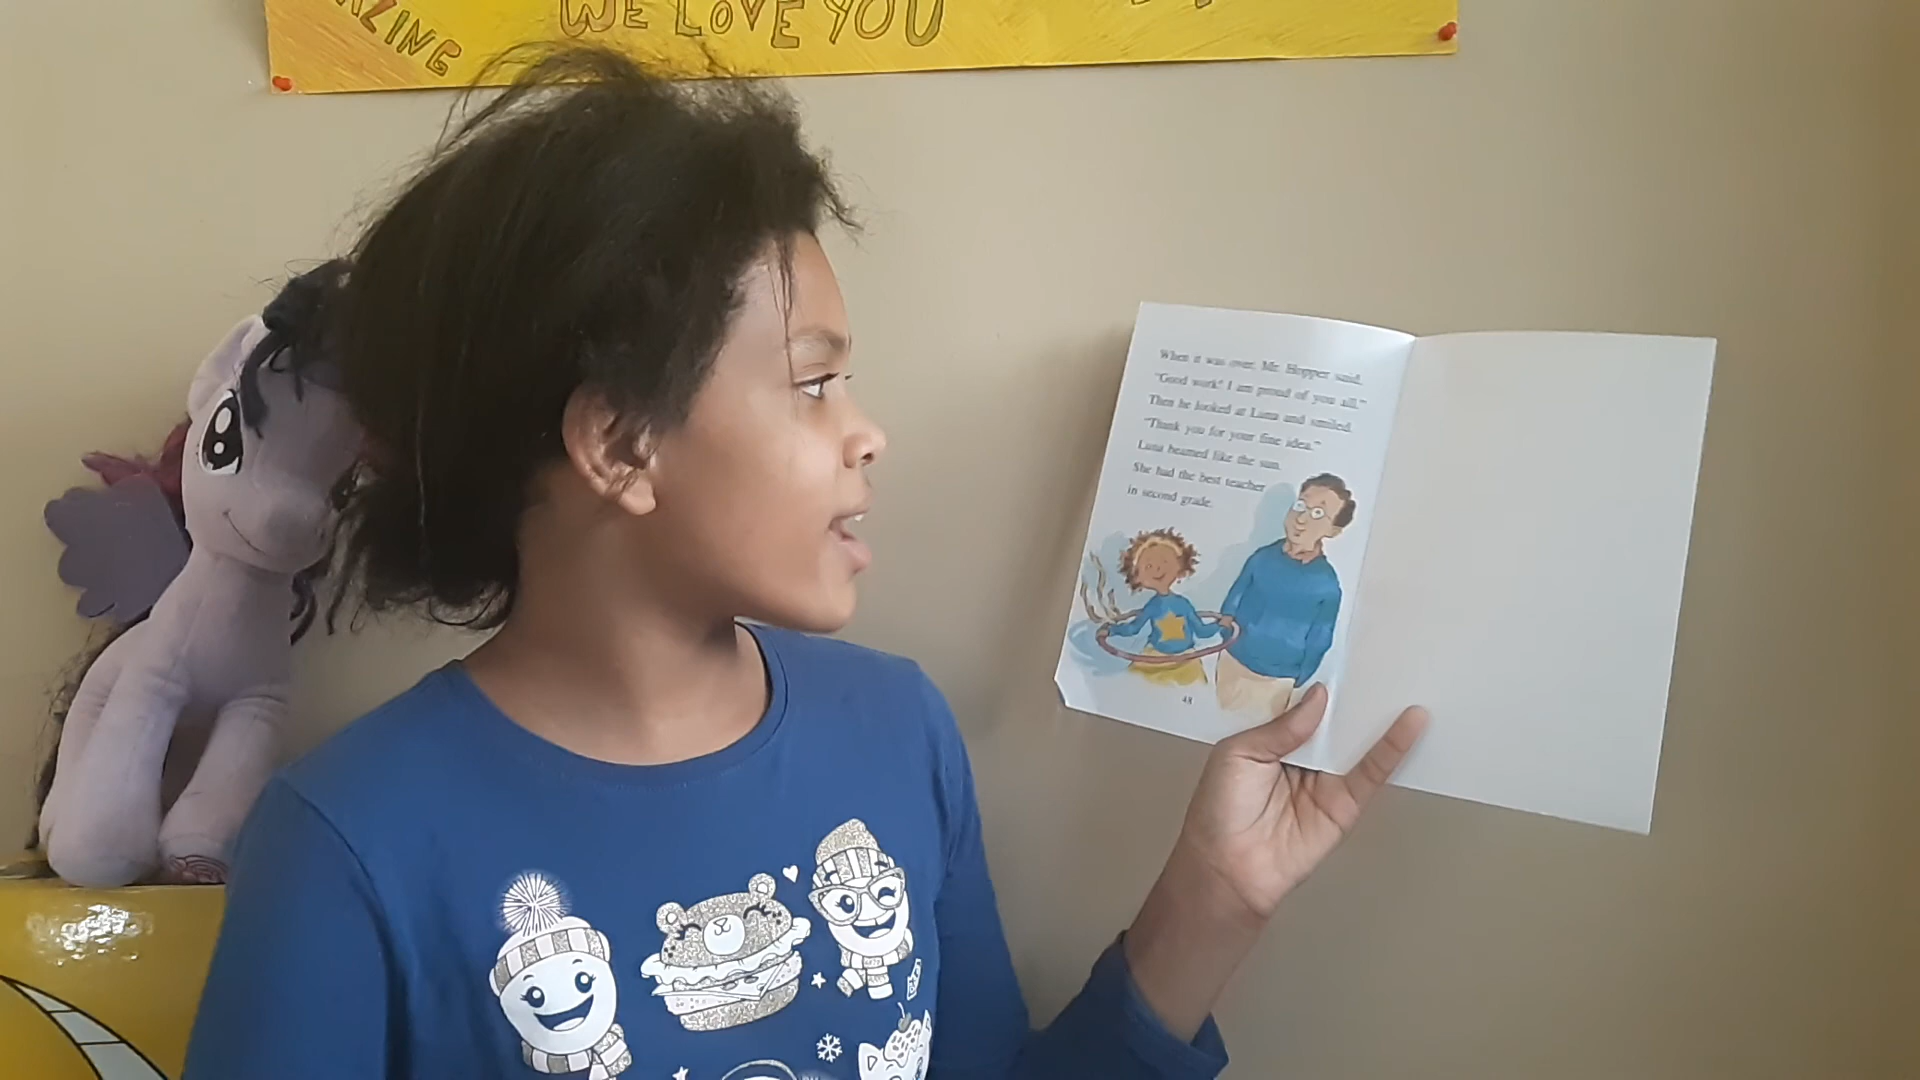 AZING
WE LOVE YOU
When it was over, Mr. Hopper said,
"Good work! I am proud of you all."
Then he looked at Luna and smiled.
"Thank you for your fine idea."
Luna beamed like the sun.
She had the best teacher
in second grade.
48